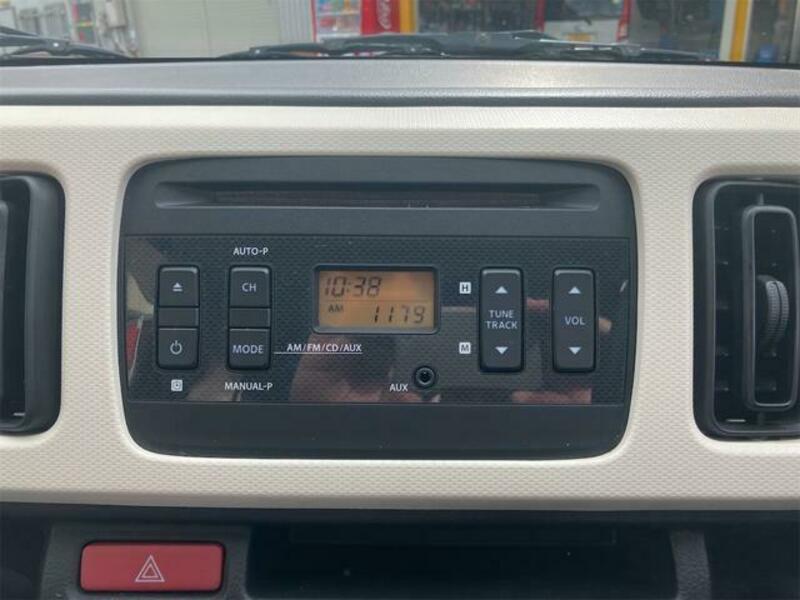 AUTO-P
CH
MODE
MANUAL-P
AM/FM/CD/AUX
10:38
AM
1179
AUX
H
M
TUNE
TRACK
VOL